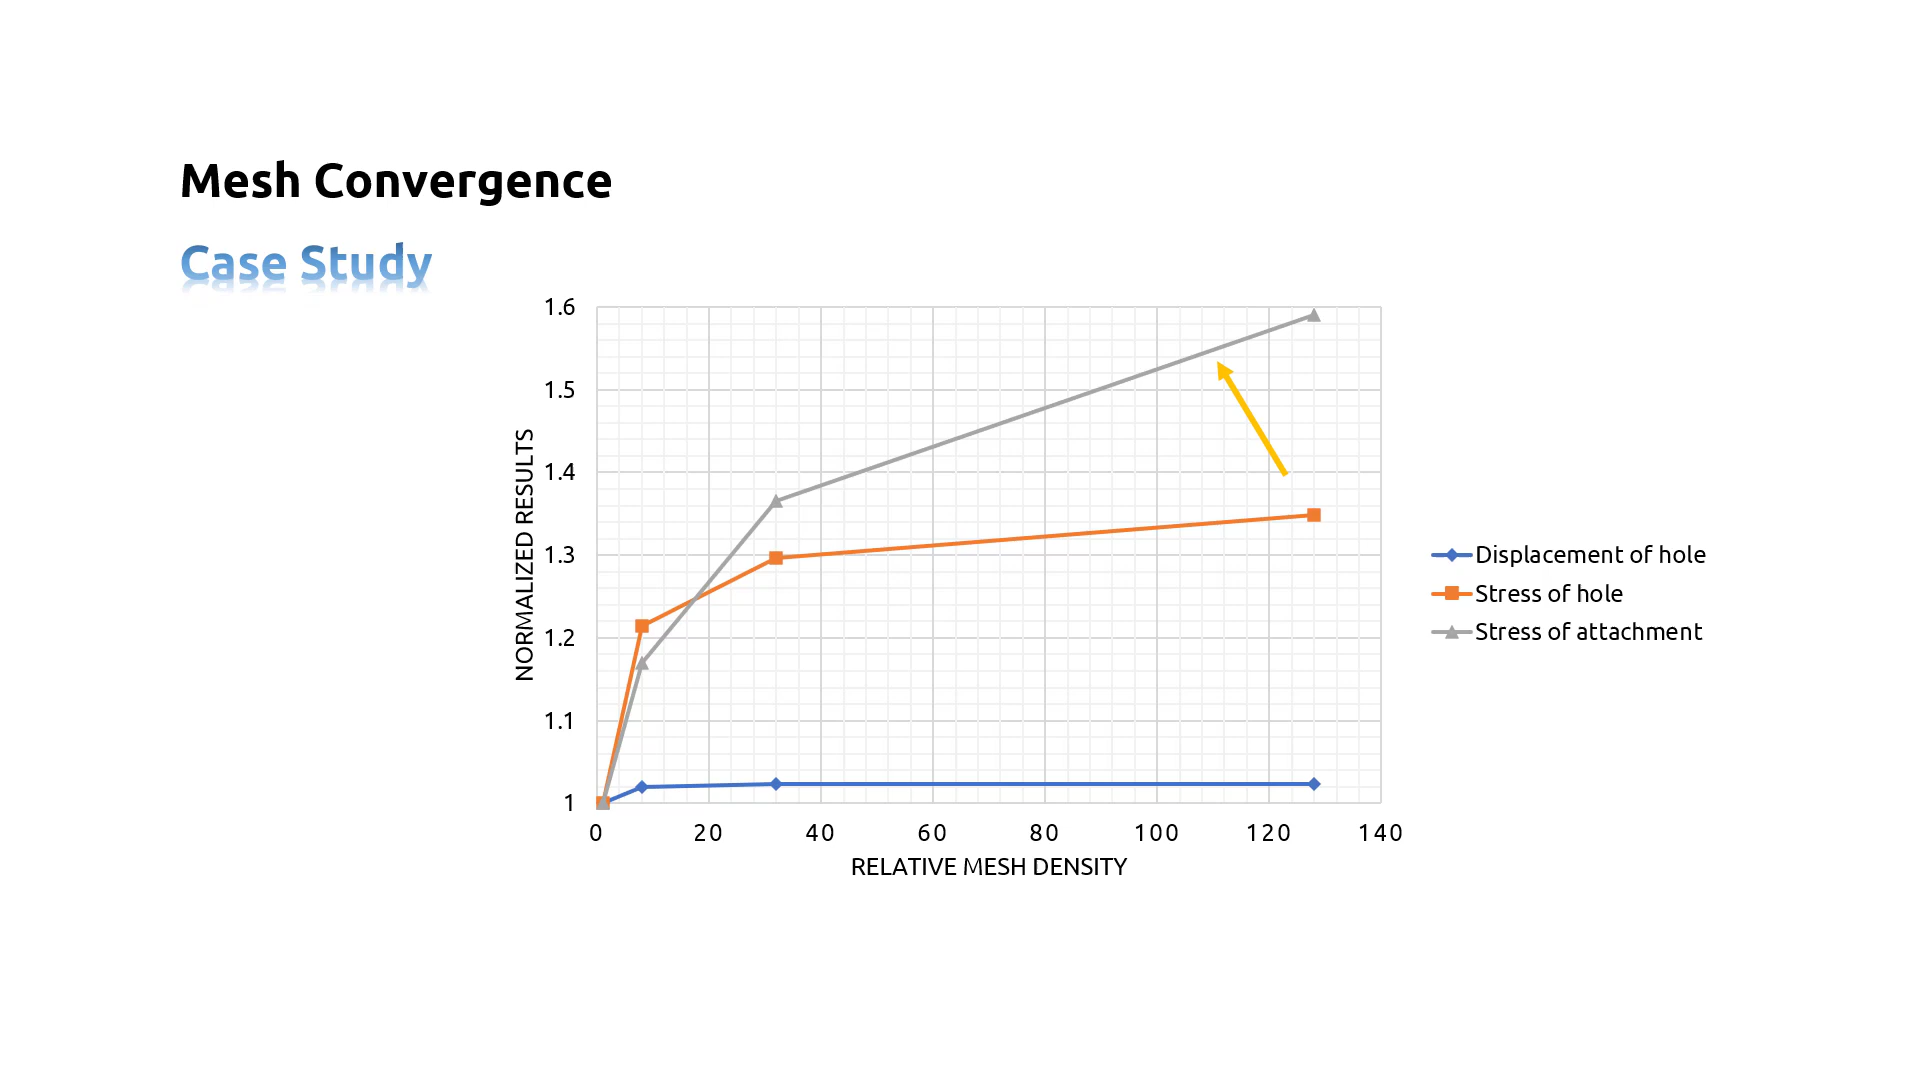 Mesh Convergence
Case Study
1.6
1.5
1.4
1.3
1.2
1.1
1
NORMALIZED RESULTS
0 20 40 60 80 100 120 140
RELATIVE MESH DENSITY
Displacement of hole
Stress of hole
Stress of attachment